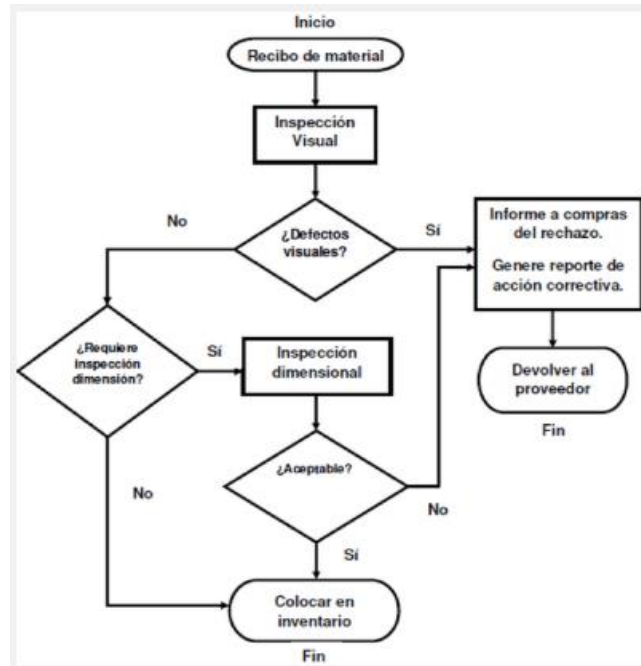 Inicio
Recibo de material
Inspección
Visual
¿Defectos
visuales?
No
Sí
Informe a compras
del rechazo.
Genere reporte de
acción correctiva.
¿Requiere
inspección
dimensión?
Sí
Inspección
dimensional
Devolver al
proveedor
Fin
¿Aceptable?
No
No
Sí
Colocar en
inventario
Fin